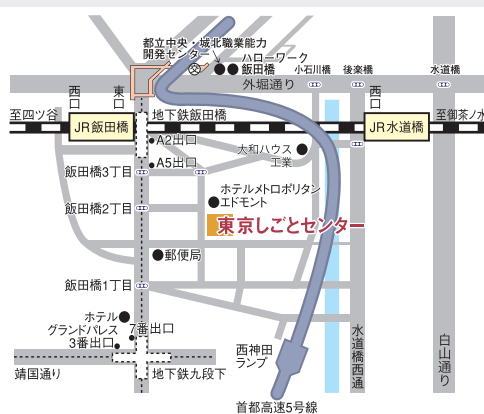 都立中央・城北職業能力
開発センター
ハローワーク
飯田橋
小石川橋
後楽橋
水道橋
外堀通り
西口
東口
西口
至四ツ谷
JR飯田橋
地下鉄飯田橋
JR水道橋
至御茶ノ水
A2出口
大和ハウス
工業
A5出口
飯田橋3丁目
ホテルメトロポリタン
エドモント
飯田橋2丁目
東京しごとセンター
郵便局
飯田橋1丁目
ホテル
グランドパレス
7番出口
3番出口
西神田
ランプ
水道橋西通
白山通り
靖国通り
地下鉄九段下
首都高速5号線